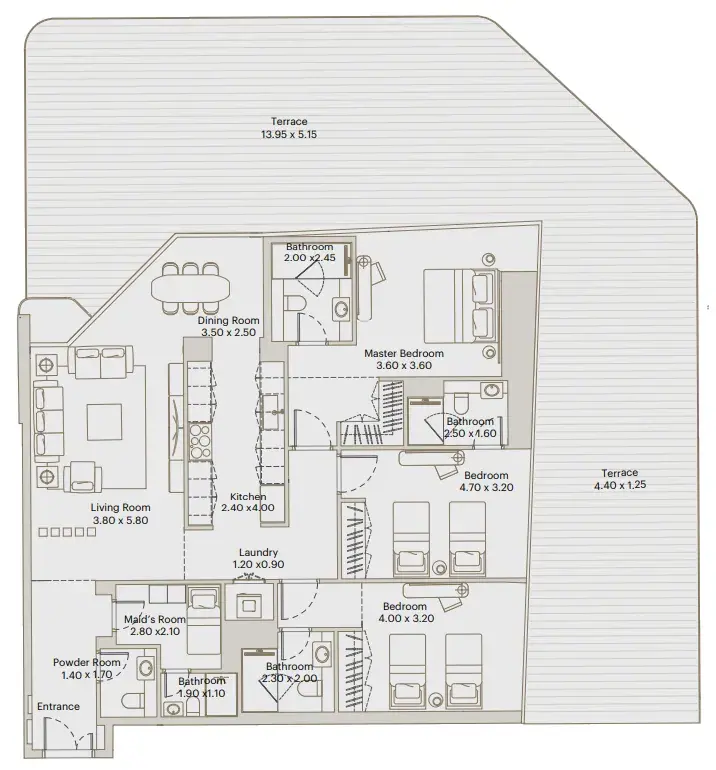 Terrace
13.95 x 5.15
Bathroom
2.00 x2.45
Dining Room
3.50 x 2.50
Master Bedroom
3.60 x 3.60
Bathroom
2.50 x1.60
Bedroom
4.70 x 3.20
Terrace
4.40 x 1.25
Kitchen
2.40 x4.00
Living Room
3.80 x 5.80
Laundry
1.20 x0.90
Bedroom
4.00 x 3.20
Maid's Room
2.80 x2.10
Powder Room
1.40 x 1.70
Bathroom
1.90 x1.10
Bathroom
2.30 x 2.00
Entrance